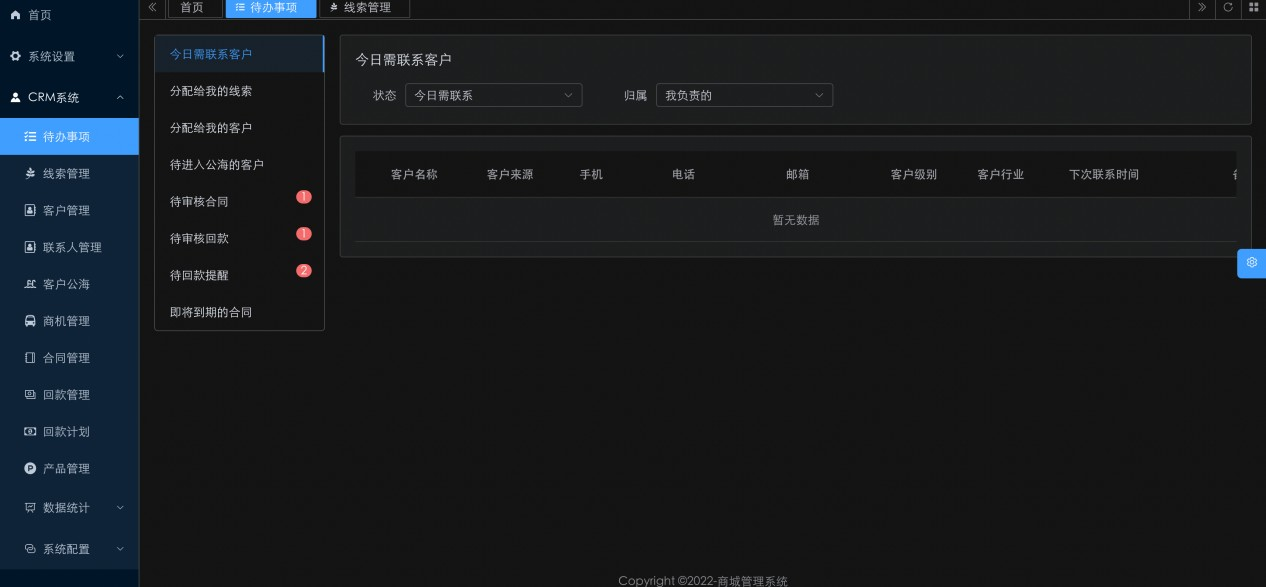 首页
系统设置
CRM系统
待办事项
线索管理
客户管理
联系人管理
客户公海
商机管理
合同管理
回款管理
回款计划
产品管理
数据统计
系统配置
首页 待办事项 线索管理
今日需联系客户
分配给我的线索
分配给我的客户
待进入公海的客户
待审核合同 1
待审核回款 1
待回款提醒 2
即将到期的合同
今日需联系客户
状态 今日需联系 归属 我负责的
客户名称 客户来源 手机 电话 邮箱 客户级别 客户行业 下次联系时间
暂无数据
Copyright ©2022-商城管理系统